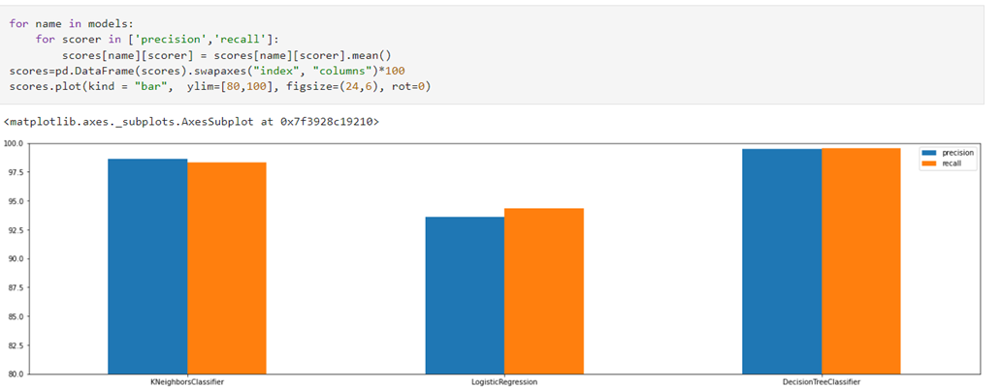 for name in models:
    for scorer in ['precision','recall']:
        scores[name][scorer] = scores[name][scorer].mean()
scores=pd.DataFrame(scores).swapaxes("index", "columns")*100
scores.plot(kind = "bar",  ylim=[80,100], figsize=(24,6), rot=0)
<matplotlib.axes._subplots.AxesSubplot at 0x7f3928c19210>
100.0
97.5
95.0
92.5
90.0
87.5
85.0
82.5
80.0
precision
recall
KNeighborsClassifier
LogisticRegression
DecisionTreeClassifier